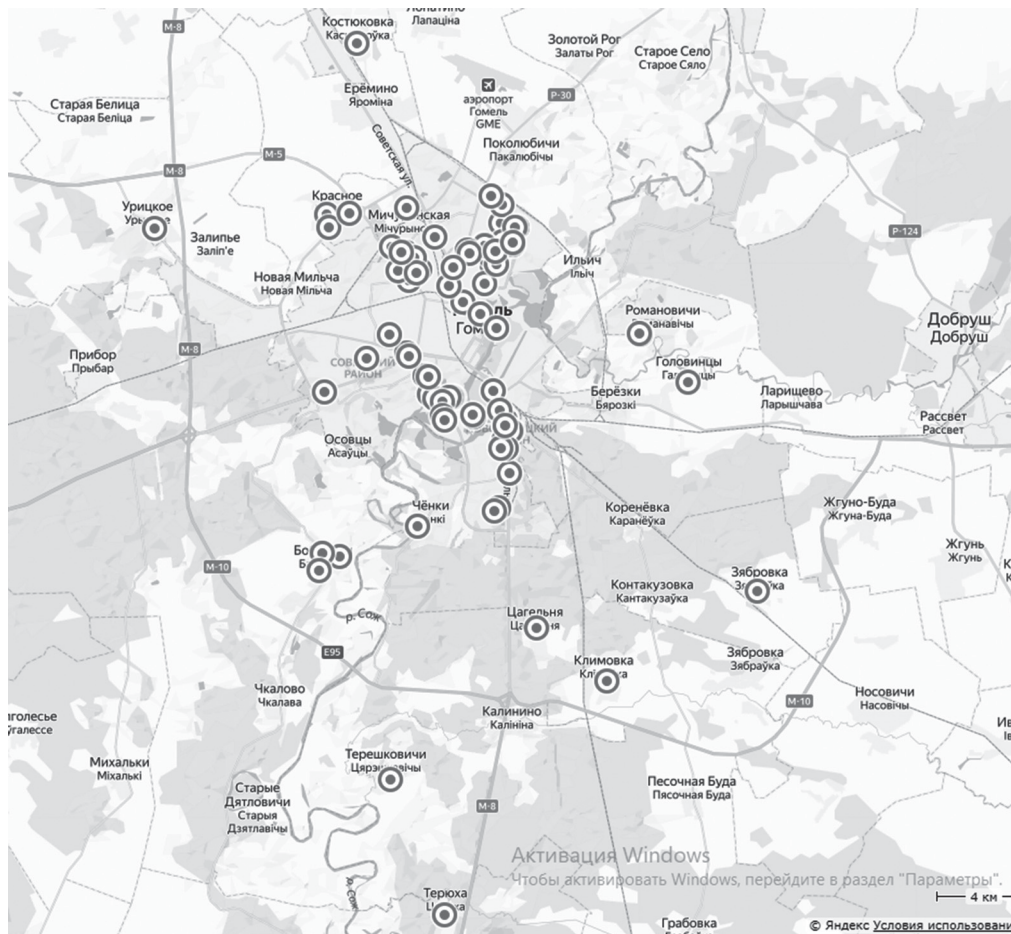 Костюковка
Лапаціна
Золотой Рог
Залаты Рог
Старое Село
Старое Сяло
Ерёмино
Яроміна
аэропорт
Гомель
GME
Р-30
М-8
Старая Белица
Старая Беліца
Советская ул.
Поколюбичи
Пакалюбічы
М-5
М-8
Урицкое
Красное
Залипье
Заліп'е
Р-124
Ильич
Ільіч
Новая Мильча
Новая Мільча
Романовичи
Добруш
Добруш
М-8
Прибор
Прыбар
РАЙОН
Головинцы
Берёзки
Бярозкі
Ларищево
Ларышчава
Рассвет
Рассвет
Осовцы
Асаўцы
Чёнки
Коренёвка
Каранёўка
Жгуно-Буда
Жгуна-Буда
Жгунь
Жгунь
М-10
Зябровка
Контакузовка
Кантакузаўка
р. Сож
Цагельня
Е95
Зябровка
Зябраўка
Климовка
Чкалово
Чкалава
М-10
Носовичи
Насовічы
Калинино
Калініна
Михальки
Міхалькі
Терешковичи
Песочная Буда
Пясочная Буда
Старые
Дятловичи
Старыя
Дзятлавічы
М-8
Активация Windows
Чтобы активировать Windows, перейдите в раздел "Параметры".
р. Сож
Терюха
4 км
Грабовка
© Яндекс Условия использовани